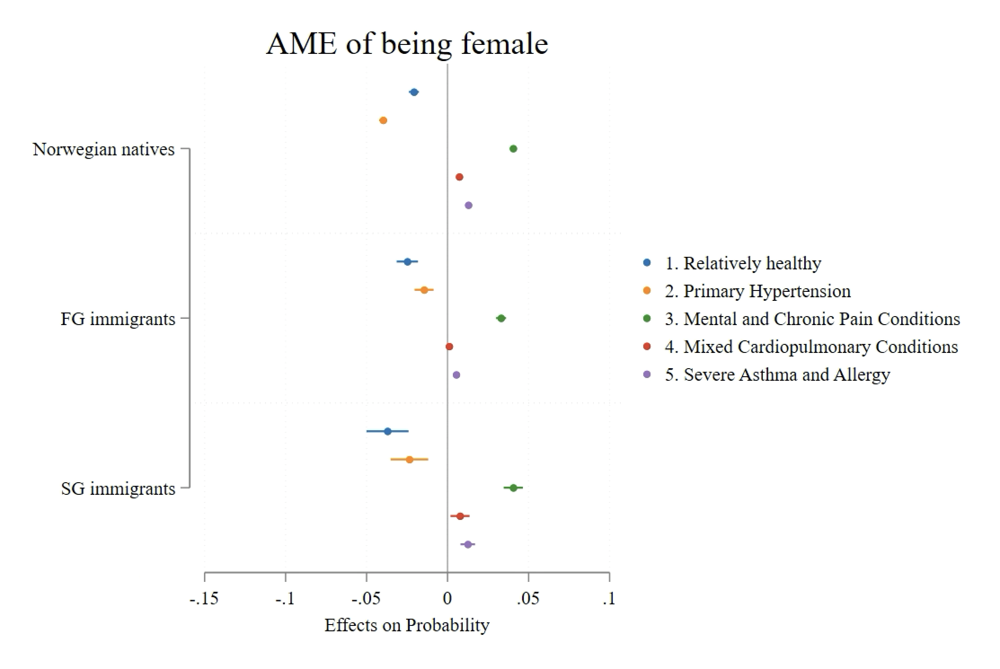 AME of being female
Norwegian natives
FG immigrants
SG immigrants
1. Relatively healthy
2. Primary Hypertension
3. Mental and Chronic Pain Conditions
4. Mixed Cardiopulmonary Conditions
5. Severe Asthma and Allergy
-.15 -.1 -.05 0 .05 .1
Effects on Probability